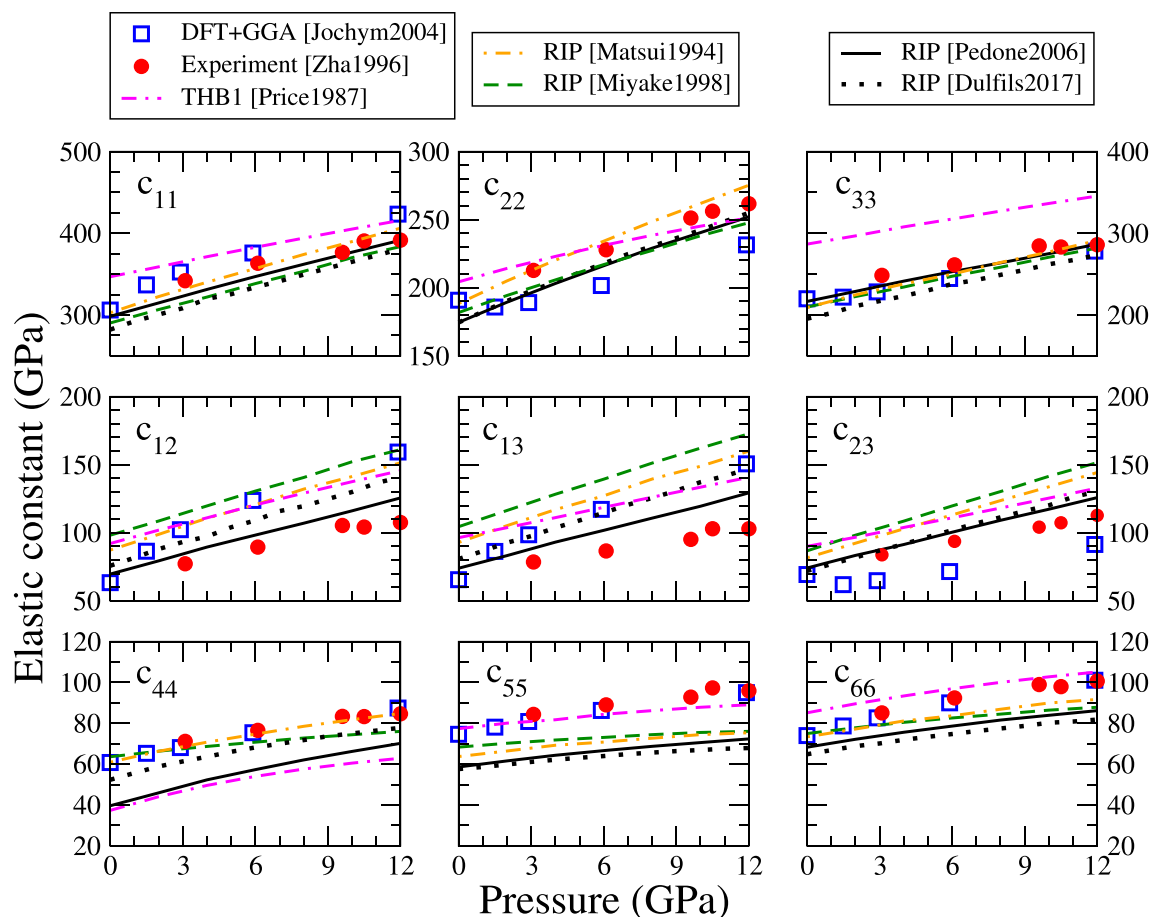 DFT+GGA [Jochym2004]
Experiment [Zha1996]
THB1 [Price1987]
RIP [Matsui1994]
RIP [Miyake1998]
RIP [Pedone2006]
RIP [Dulfils2017]
Elastic constant (GPa)
500
400
300
c11
300
250
200
150
c22
400
300
200
c33
200
150
100
50
c12
c13
200
150
100
50
c23
120
100
80
60
40
20
c44
c55
120
100
80
60
40
20
c66
0 3 6 9 12
0 3 6 9 12
0 3 6 9 12
Pressure (GPa)